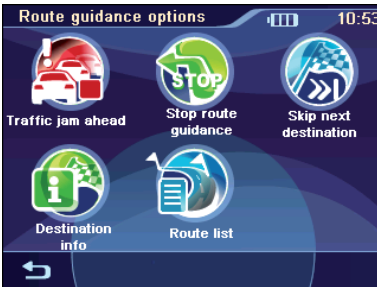 Route guidance options 10:53
STOP
Traffic jam ahead
Stop route
guidance
Skip next
destination
Destination
info
Route list